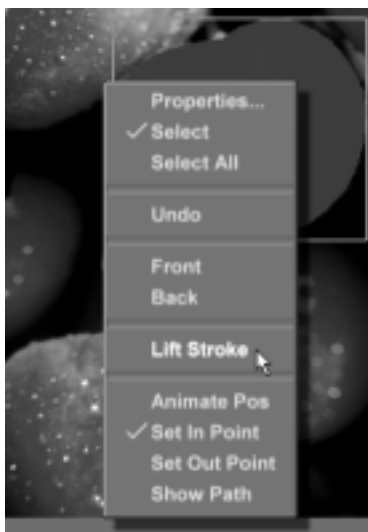 Properties...
Select
Select All
Undo
Front
Back
Lift Stroke
Animate Pos
Set In Point
Set Out Point
Show Path